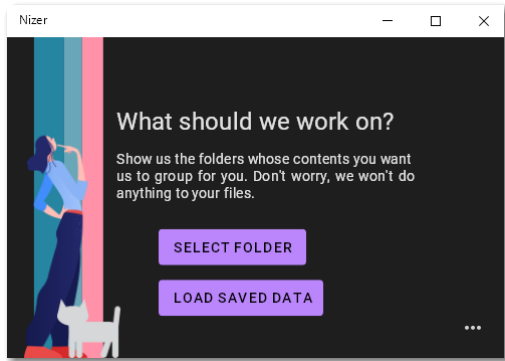 Nizer
What should we work on?
Show us the folders whose contents you want
us to group for you. Don't worry, we won't do
anything to your files.
SELECT FOLDER
LOAD SAVED DATA